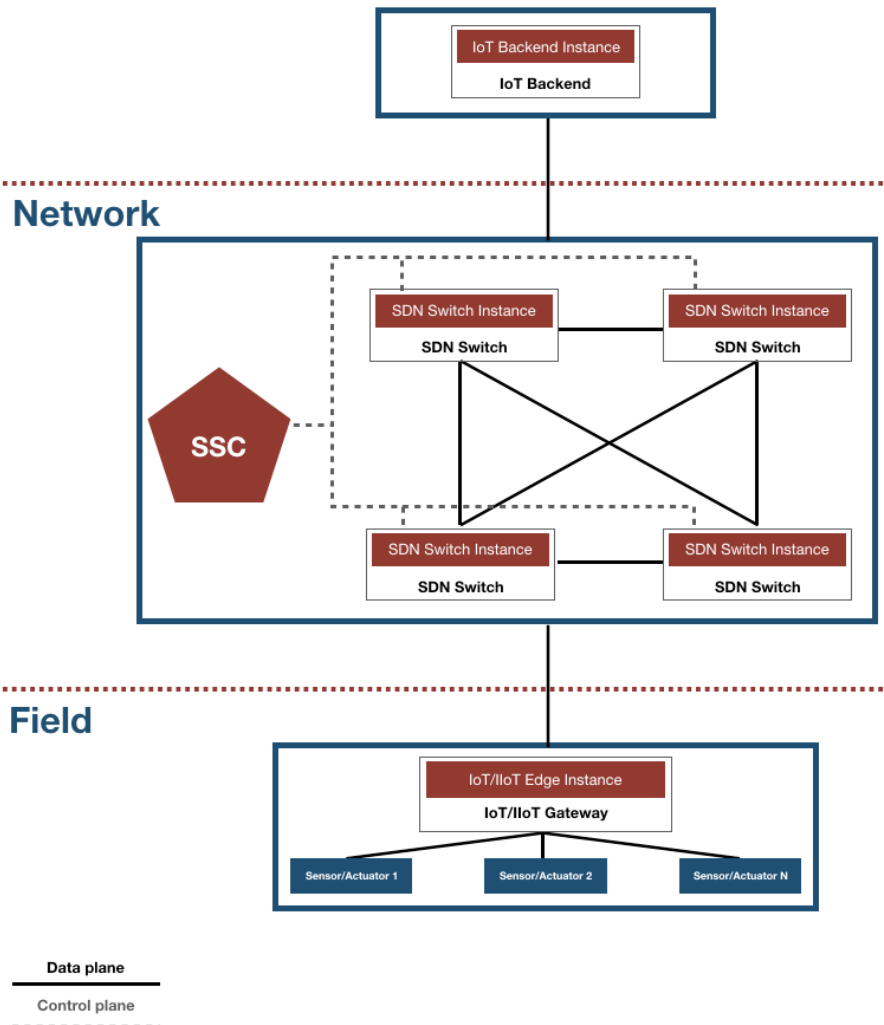 IoT Backend Instance
IoT Backend
Network
SDN Switch Instance
SDN Switch
SDN Switch Instance
SDN Switch
SSC
SDN Switch Instance
SDN Switch
SDN Switch Instance
SDN Switch
Field
IoT/IIoT Edge Instance
IoT/IIoT Gateway
Sensor/Actuator 1
Sensor/Actuator 2
Sensor/Actuator N
Data plane
Control plane